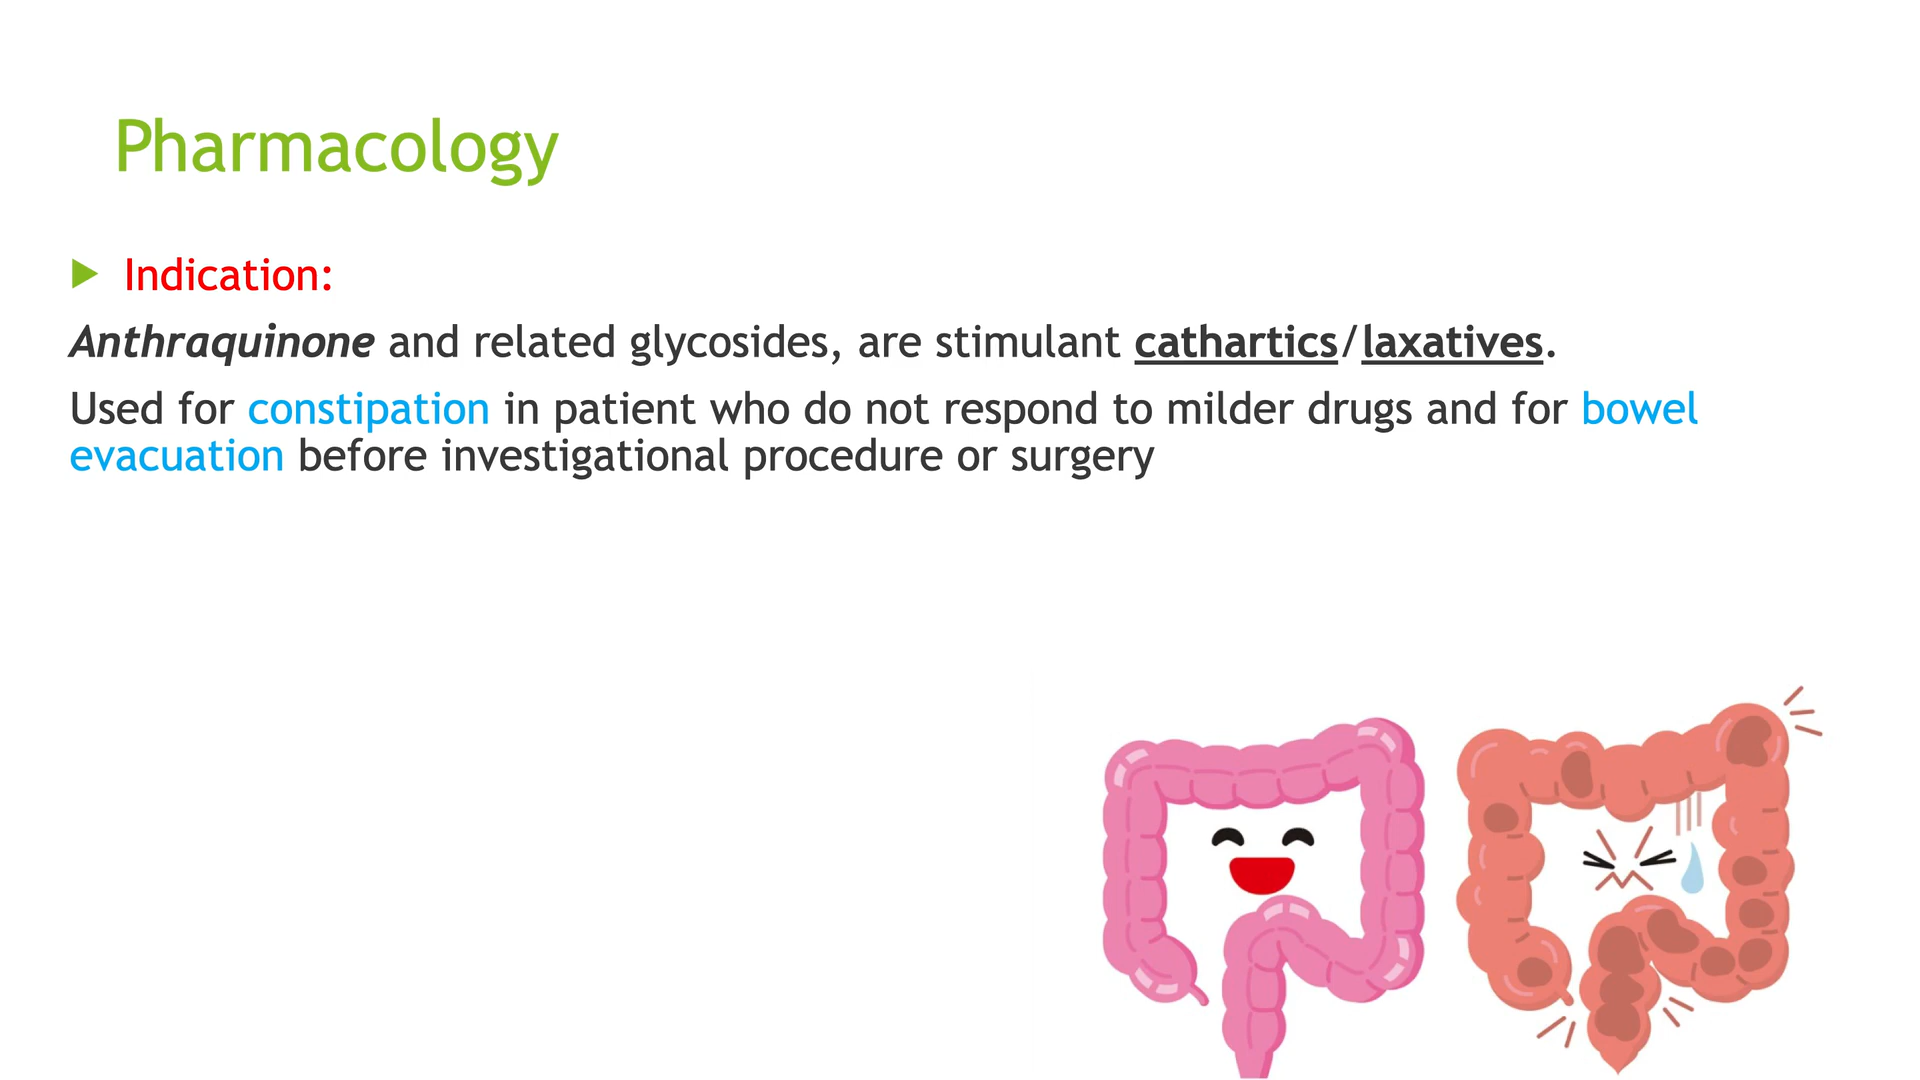 Pharmacology
Indication:
Anthraquinone and related glycosides, are stimulant cathartics/laxatives.
Used for constipation in patient who do not respond to milder drugs and for bowel
evacuation before investigational procedure or surgery